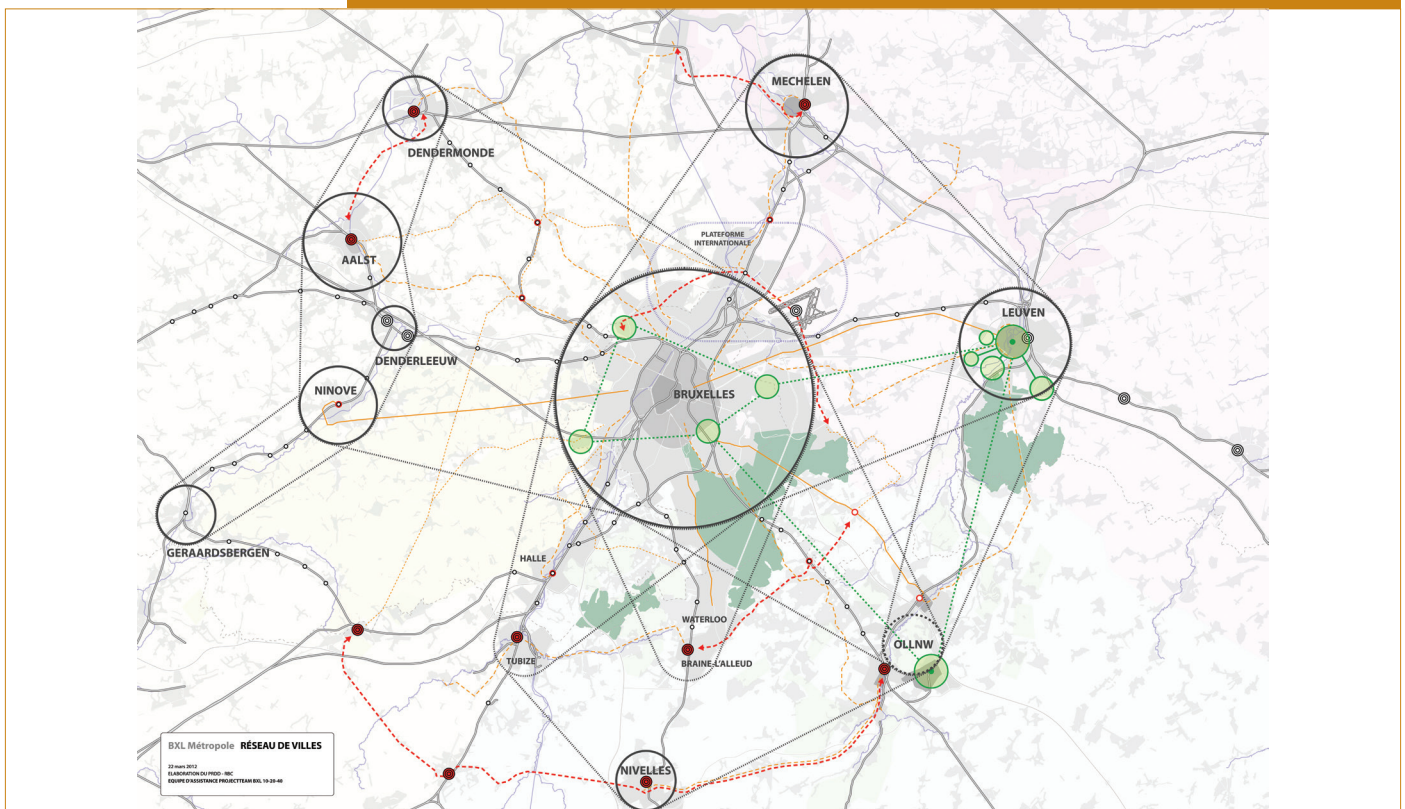 MECHELEN
DENDERMONDE
PLATEFORME
INTERNATIONALE
AALST
LEUVEN
DENDERLEEUW
NINOVE
BRUXELLES
GERAARDSBERGEN
HALLE
WATERLOO
OLLNW
TUBIZE
BRAINE-L'ALLEUD
NIVELLES
BXL Métropole RÉSEAU DE VILLES
22 mars 2012
ELABORATION DU PRDD - RBC
EQUIPE D'ASSISTANCE PROJECTTEAM BXL 10-20-40